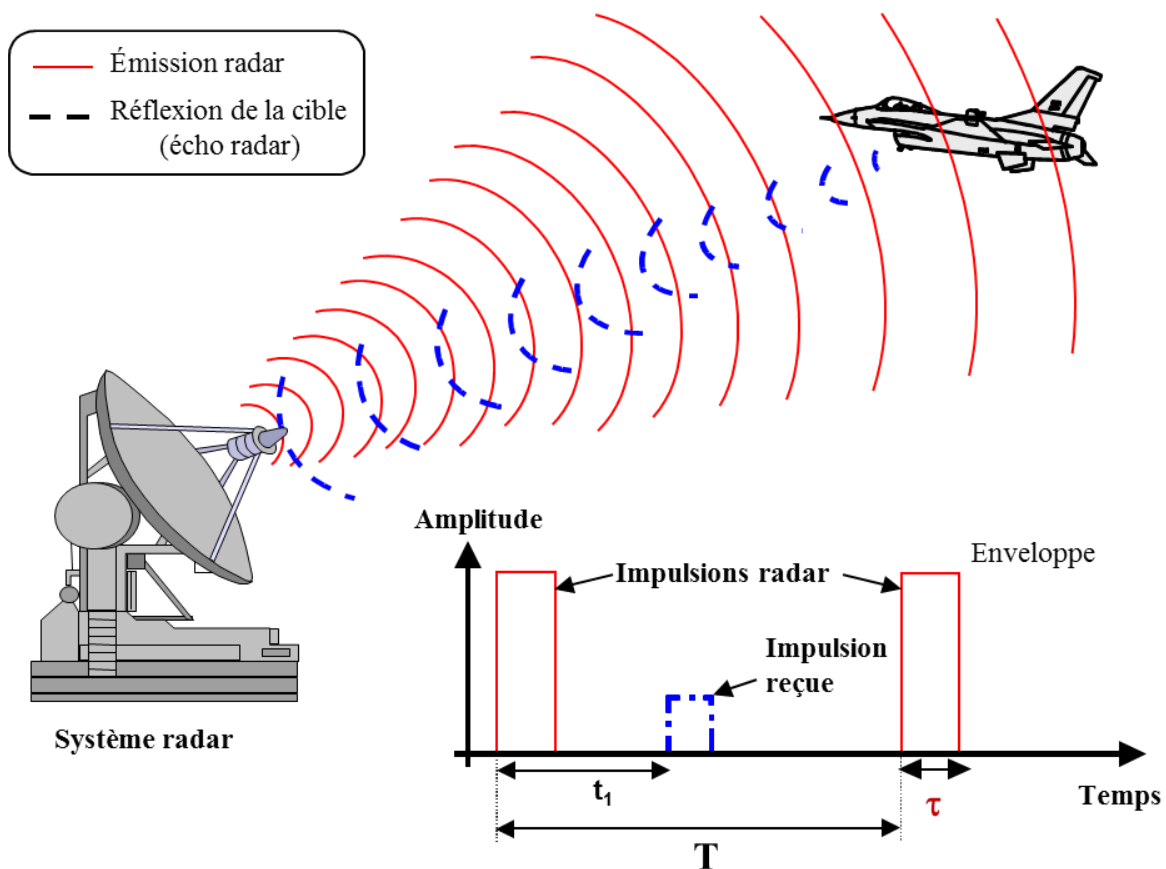 Émission radar
Réflexion de la cible
(écho radar)
Amplitude
Enveloppe
Impulsions radar
Impulsion
reçue
Système radar
t₁
τ
Temps
T